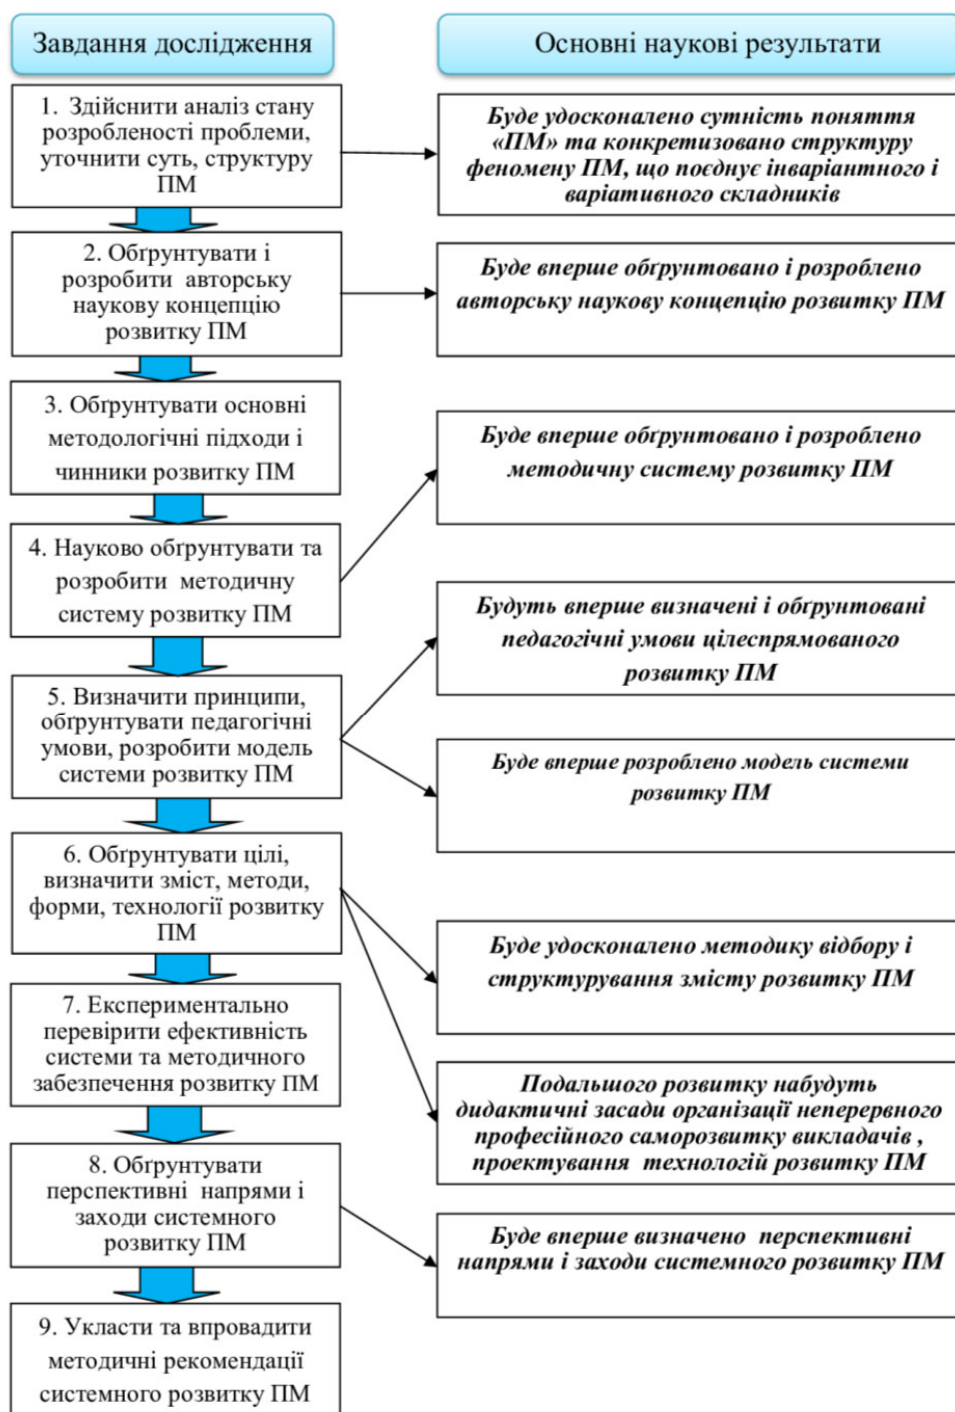 Завдання дослідження
1. Здійснити аналіз стану
розробленості проблеми,
уточнити суть, структуру
ПМ
2. Обґрунтувати і
розробити авторську
наукову концепцію
розвитку ПМ
3. Обґрунтувати основні
методологічні підходи і
чинники розвитку ПМ
4. Науково обґрунтувати та
розробити методичну
систему розвитку ПМ
5. Визначити принципи,
обґрунтувати педагогічні
умови, розробити модель
системи розвитку ПМ
6. Обґрунтувати цілі,
визначити зміст, методи,
форми, технології розвитку
ПМ
7. Експериментально
перевірити ефективність
системи та методичного
забезпечення розвитку ПМ
8. Обґрунтувати
перспективні напрями і
заходи системного
розвитку ПМ
9. Укласти та впровадити
методичні рекомендації
системного розвитку ПМ
Основні наукові результати
Буде удосконалено сутність поняття
«ПМ» та конкретизовано структуру
феномену ПМ, що поєднує інваріантного і
варіативного складників
Буде вперше обґрунтовано і розроблено
авторську наукову концепцію розвитку ПМ
Буде вперше обґрунтовано і розроблено
методичну систему розвитку ПМ
Будуть вперше визначені і обґрунтовані
педагогічні умови цілеспрямованого
розвитку ПМ
Буде вперше розроблено модель системи
розвитку ПМ
Буде удосконалено методику відбору і
структурування змісту розвитку ПМ
Подальшого розвитку набудуть
дидактичні засади організації неперервного
професійного саморозвитку викладачів ,
проектування технологій розвитку ПМ
Буде вперше визначено перспективні
напрями і заходи системного розвитку ПМ